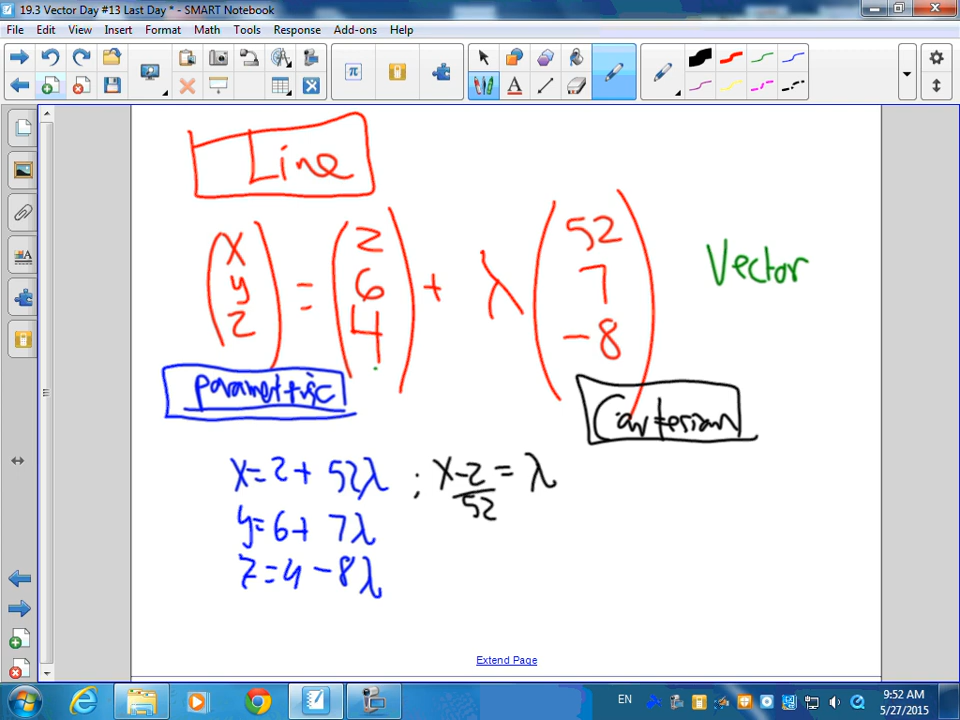 19.3 Vector Day #13 Last Day * - SMART Notebook
File Edit View Insert Format Math Tools Response Add-ons Help
Line
(x y z) = (2 6 4) + λ (52 7 -8)
Vector
Parametric
Cartesian
x=2+ 52λ ; x-2/52 = λ
y=6+ 7λ
z=4-8λ
Extend Page
EN
9:52 AM
5/27/2015